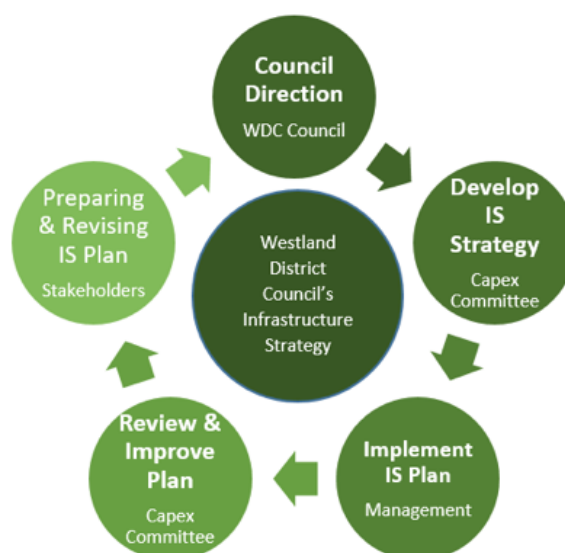 Council
Direction
WDC Council
Develop
IS
Strategy
Capex
Committee
Implement
IS Plan
Management
Review &
Improve
Plan
Capex
Committee
Preparing
& Revising
IS Plan
Stakeholders
Westland
District
Council's
Infrastructure
Strategy